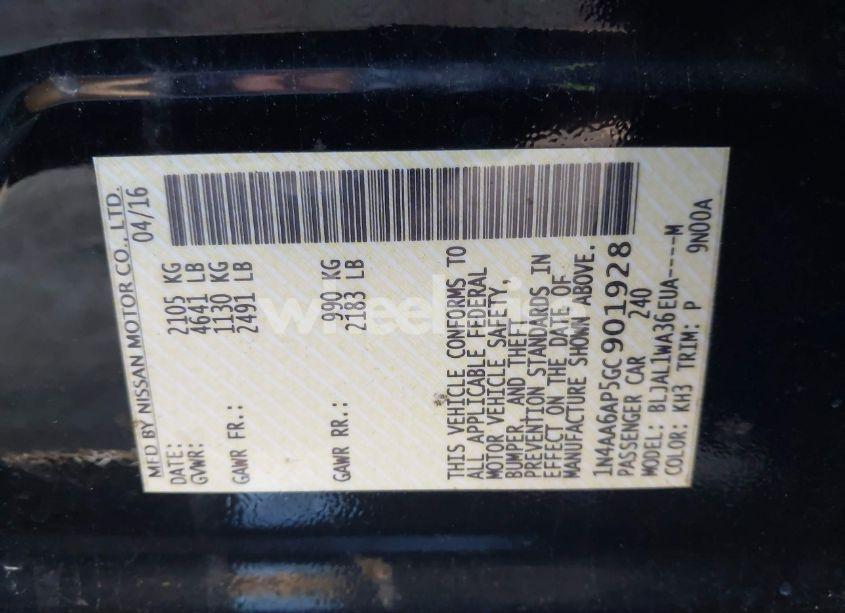 MFD BY NISSAN MOTOR CO., LTD.
DATE: 04/16
GVWR: 2105 KG
4641 LB
GAWR FR.: 1130 KG
2491 LB
GAWR RR.: 990 KG
2183 LB
THIS VEHICLE CONFORMS TO
ALL APPLICABLE FEDERAL
MOTOR VEHICLE SAFETY,
BUMPER, AND THEFT
PREVENTION STANDARDS IN
EFFECT ON THE DATE OF
MANUFACTURE SHOWN ABOVE.
1N4AA6AP5GC901928
PASSENGER CAR 240
MODEL: BLJAL1WA36EUA----M
COLOR: KH3 TRIM: P 9N00A